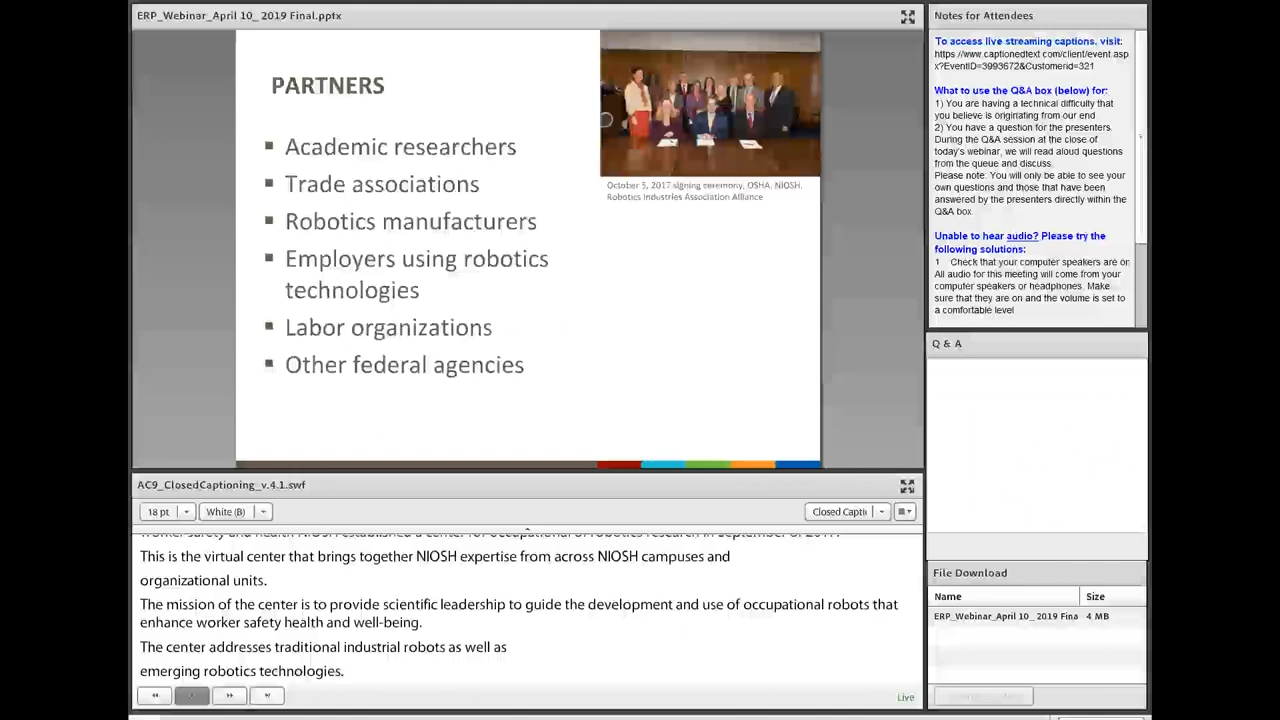 ERP_Webinar_April 10_ 2019 Final.pptx
PARTNERS
▪ Academic researchers
▪ Trade associations
▪ Robotics manufacturers
▪ Employers using robotics
technologies
▪ Labor organizations
▪ Other federal agencies
October 5, 2017 signing ceremony, OSHA, NIOSH,
Robotics Industries Association Alliance
AC9_ClosedCaptioning_v.4.1.swf
18 pt
White (B)
Closed Capti
This is the virtual center that brings together NIOSH expertise from across NIOSH campuses and
organizational units.
The mission of the center is to provide scientific leadership to guide the development and use of occupational robots that
enhance worker safety health and well-being.
The center addresses traditional industrial robots as well as
emerging robotics technologies.
Live
Notes for Attendees
To access live streaming captions, visit:
https://www.captionedtext.com/client/event.asp
x?EventID=3993672&Customerid=321
What to use the Q&A box (below) for:
1) You are having a technical difficulty that
you believe is originating from our end
2) You have a question for the presenters.
During the Q&A session at the close of
today's webinar, we will read aloud questions
from the queue and discuss.
Please note: You will only be able to see your
own questions and those that have been
answered by the presenters directly within the
Q&A box.
Unable to hear audio? Please try the
following solutions:
1 Check that your computer speakers are on
All audio for this meeting will come from your
computer speakers or headphones. Make
sure that they are on and the volume is set to
a comfortable level
Q & A
File Download
Name Size
ERP_Webinar_April 10_ 2019 Fina 4 MB